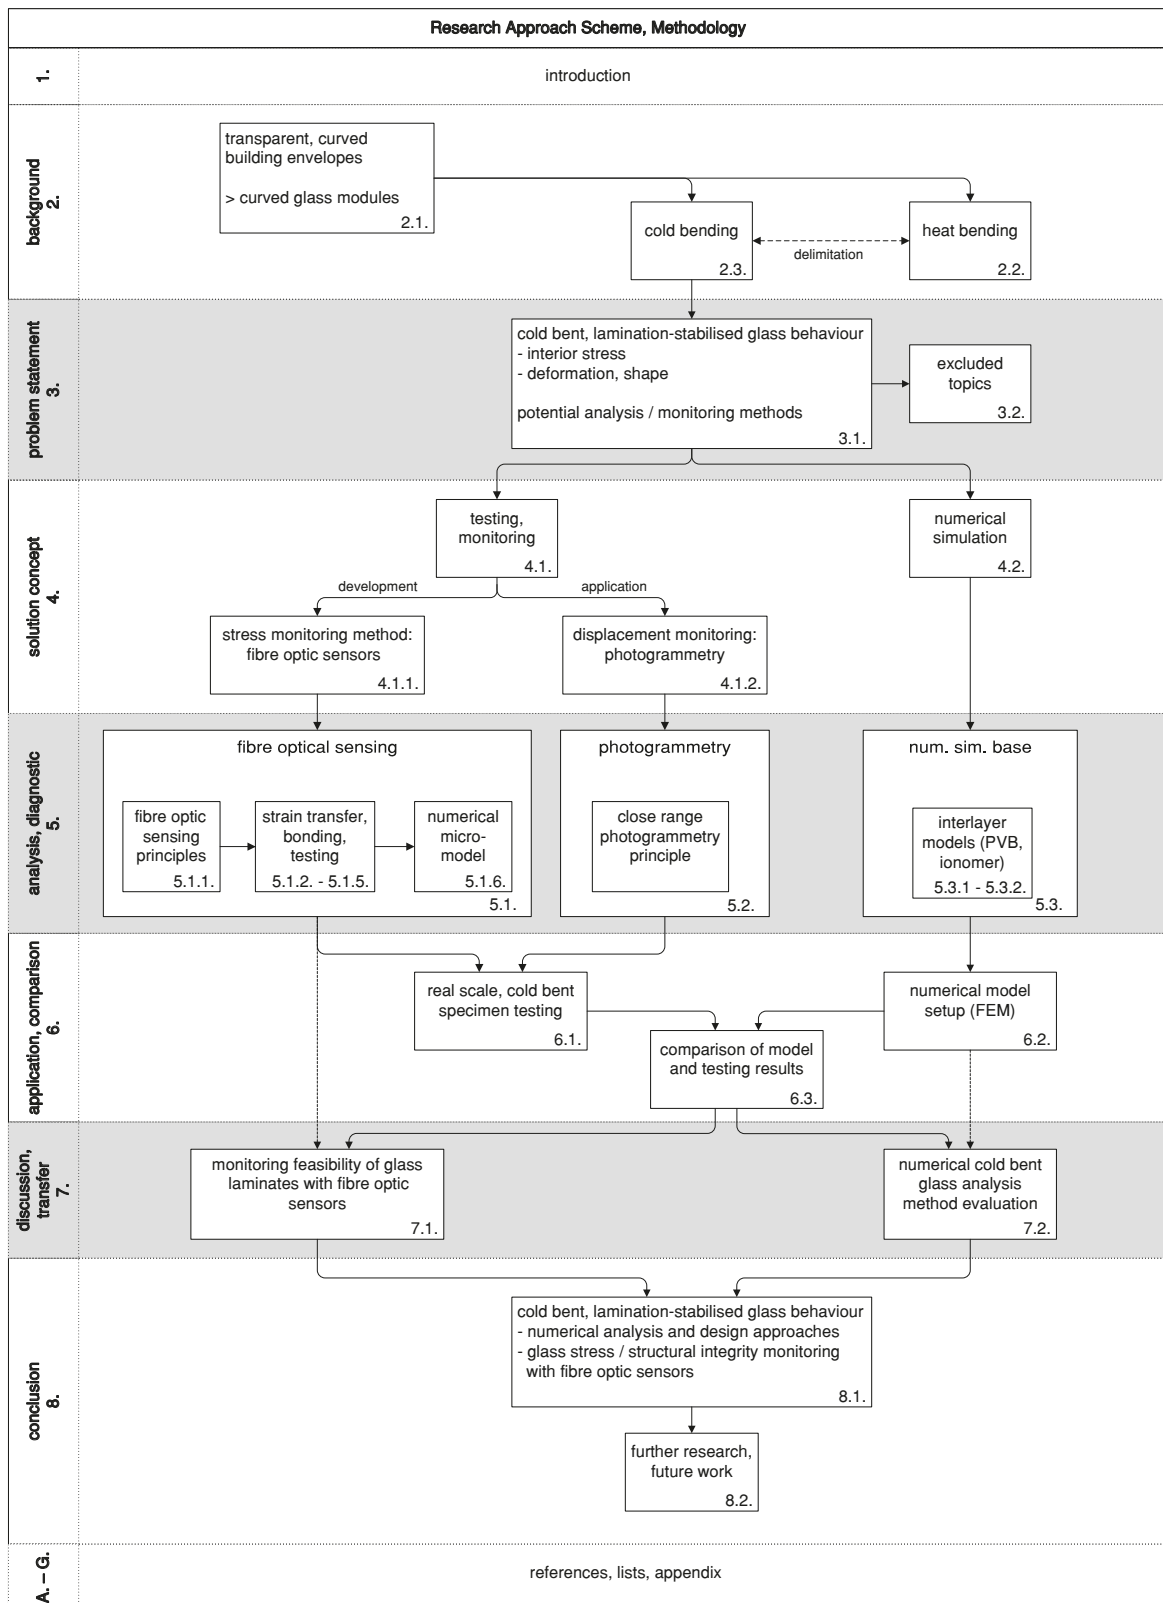 Research Approach Scheme, Methodology
1.
introduction
background
2.
transparent, curved
building envelopes
> curved glass modules
2.1.
cold bending
2.3.
delimitation
heat bending
2.2.
problem statement
3.
cold bent, lamination-stabilised glass behaviour
- interior stress
- deformation, shape
potential analysis / monitoring methods
3.1.
excluded
topics
3.2.
solution concept
4.
testing,
monitoring
4.1.
numerical
simulation
4.2.
development
application
stress monitoring method:
fibre optic sensors
4.1.1.
displacement monitoring:
photogrammetry
4.1.2.
analysis, diagnostic
5.
fibre optical sensing
fibre optic
sensing
principles
5.1.1.
strain transfer,
bonding,
testing
5.1.2. - 5.1.5.
numerical
micro-
model
5.1.6.
5.1.
photogrammetry
close range
photogrammetry
principle
5.2.
num. sim. base
interlayer
models (PVB,
ionomer)
5.3.1 - 5.3.2.
5.3.
application, comparison
6.
real scale, cold bent
specimen testing
6.1.
numerical model
setup (FEM)
6.2.
comparison of model
and testing results
6.3.
discussion,
transfer
7.
monitoring feasibility of glass
laminates with fibre optic
sensors
7.1.
numerical cold bent
glass analysis
method evaluation
7.2.
conclusion
8.
cold bent, lamination-stabilised glass behaviour
- numerical analysis and design approaches
- glass stress / structural integrity monitoring
with fibre optic sensors
8.1.
further research,
future work
8.2.
A. – G.
references, lists, appendix